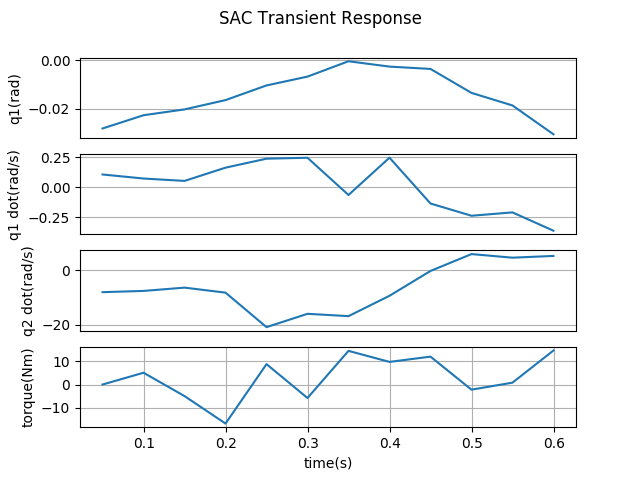 SAC Transient Response
q1(rad)
0.00
−0.02
q1 dot(rad/s)
0.25
0.00
−0.25
q2 dot(rad/s)
0
−20
torque(Nm)
10
0
−10
0.1 0.2 0.3 0.4 0.5 0.6
time(s)